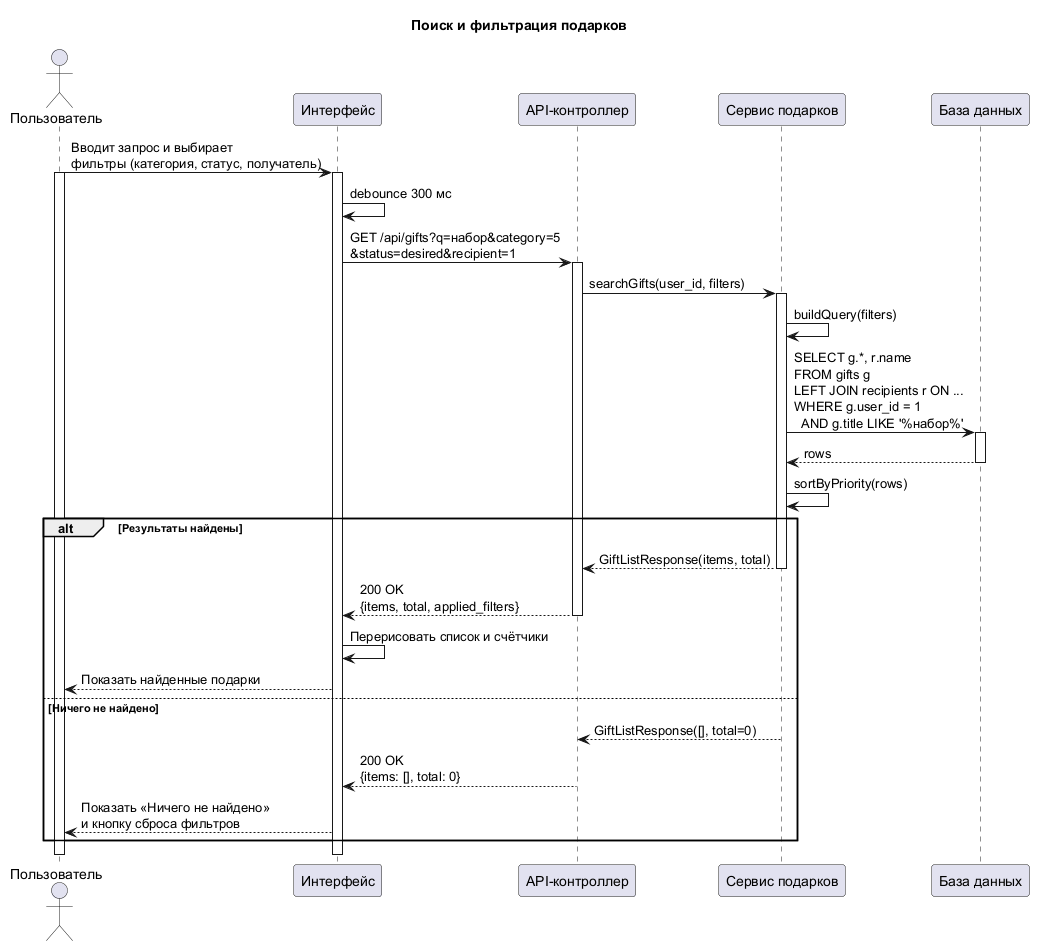 Поиск и фильтрация подарков
Пользователь
Интерфейс
API-контроллер
Сервис подарков
База данных
Вводит запрос и выбирает
фильтры (категория, статус, получатель)
debounce 300 мс
GET /api/gifts?q=набор&category=5
&status=desired&recipient=1
searchGifts(user_id, filters)
buildQuery(filters)
SELECT g.*, r.name
FROM gifts g
LEFT JOIN recipients r ON ...
WHERE g.user_id = 1
AND g.title LIKE '%набор%'
rows
sortByPriority(rows)
alt
[Результаты найдены]
GiftListResponse(items, total)
200 OK
{items, total, applied_filters}
Перерисовать список и счётчики
Показать найденные подарки
[Ничего не найдено]
GiftListResponse([], total=0)
200 OK
{items: [], total: 0}
Показать «Ничего не найдено»
и кнопку сброса фильтров
Пользователь
Интерфейс
API-контроллер
Сервис подарков
База данных